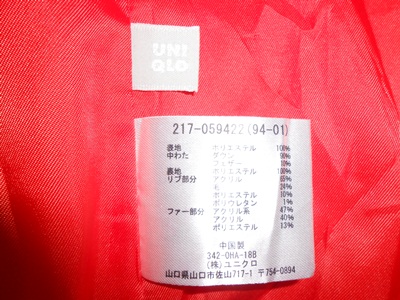 UNI
QLO
217-059422(94-01)
表地 ポリエステル 100%
中わた ダウン 90%
フェザー 10%
裏地 ポリエステル 100%
リブ部分 アクリル 65%
毛 24%
ポリエステル 10%
ポリウレタン 1%
ファー部分 アクリル系 47%
アクリル 40%
ポリエステル 13%
中国製
342-OHA-18B
(株)ユニクロ
山口県山口市佐山717-1 〒754-0894